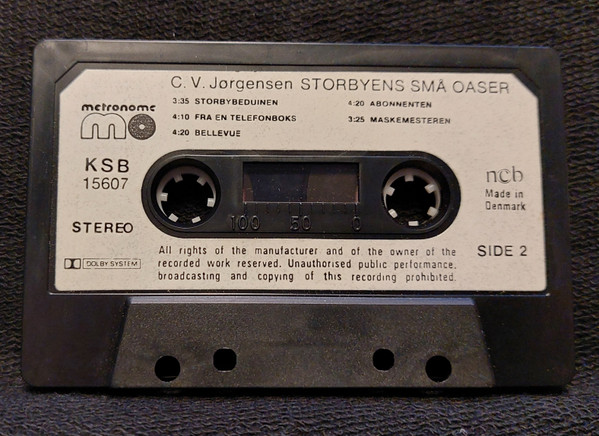 C. V. Jørgensen STORBYENS SMÅ OASER
metronome
3:35 STORBYBEDUINEN
4:10 FRA EN TELEFONBOKS
4:20 BELLEVUE
4:20 ABONNENTEN
3:25 MASKEMESTEREN
KSB
15607
STEREO
DOLBY SYSTEM
100 50 0
ncb
Made in
Denmark
SIDE 2
All rights of the manufacturer and of the owner of the
recorded work reserved. Unauthorised public performance,
broadcasting and copying of this recording prohibited.